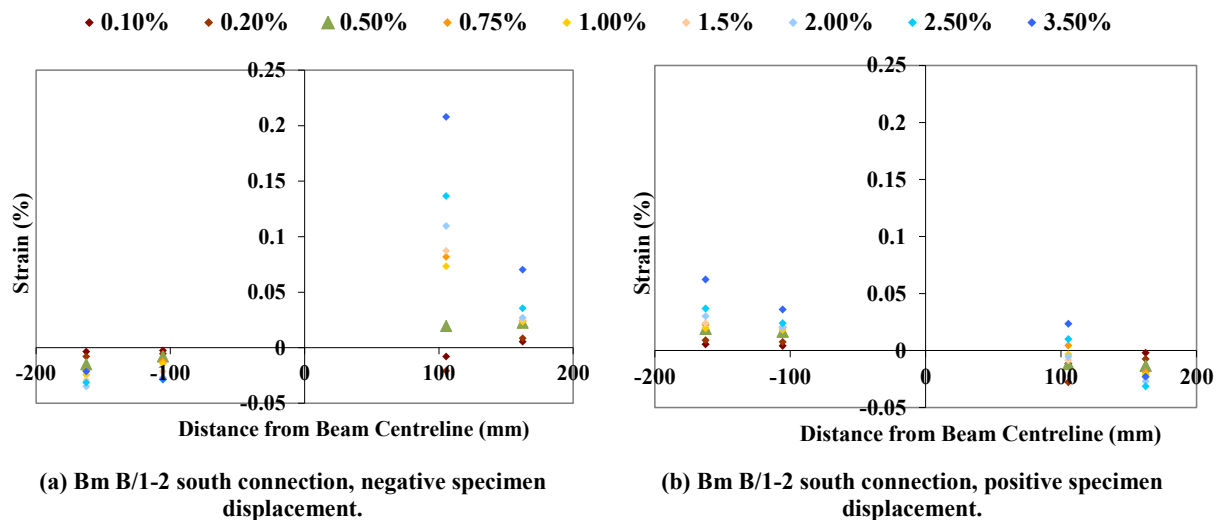 0.10% 0.20% 0.50% 0.75% 1.00% 1.5% 2.00% 2.50% 3.50%
0.25
0.2
0.15
0.1
0.05
0
-0.05
-200 -100 0 100 200
Strain (%)
Distance from Beam Centreline (mm)
(a) Bm B/1-2 south connection, negative specimen
displacement.
0.25
0.2
0.15
0.1
0.05
0
-0.05
-200 -100 0 100 200
Strain (%)
Distance from Beam Centreline (mm)
(b) Bm B/1-2 south connection, positive specimen
displacement.